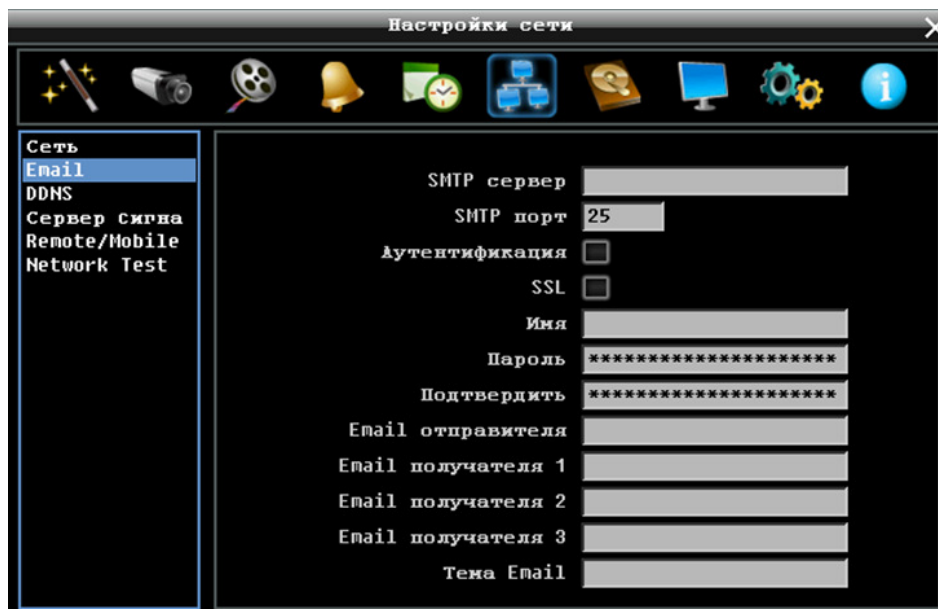 Настройки сети
Сеть
Email
DDNS
Сервер сигна
Remote/Mobile
Network Test
SMTP сервер
SMTP порт 25
Аутентификация
SSL
Имя
Пароль *********************
Подтвердить *********************
Email отправителя
Email получателя 1
Email получателя 2
Email получателя 3
Тема Email